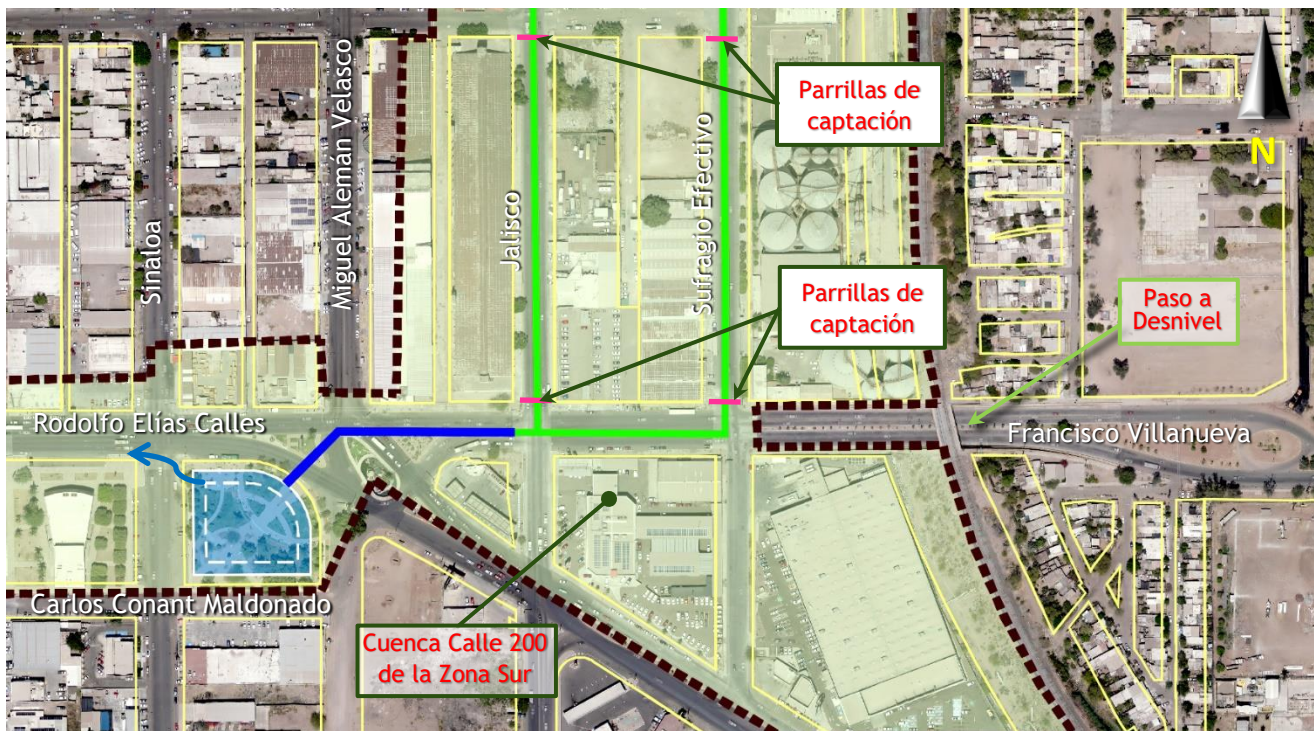 Miguel Alemán Velasco
Sinaloa
Jalisco
Sufragio Efectivo
Parrillas de
captación
N
Parrillas de
captación
Paso a
Desnivel
Rodolfo Elías Calles
Francisco Villanueva
Carlos Conant Maldonado
Cuenca Calle 200
de la Zona Sur